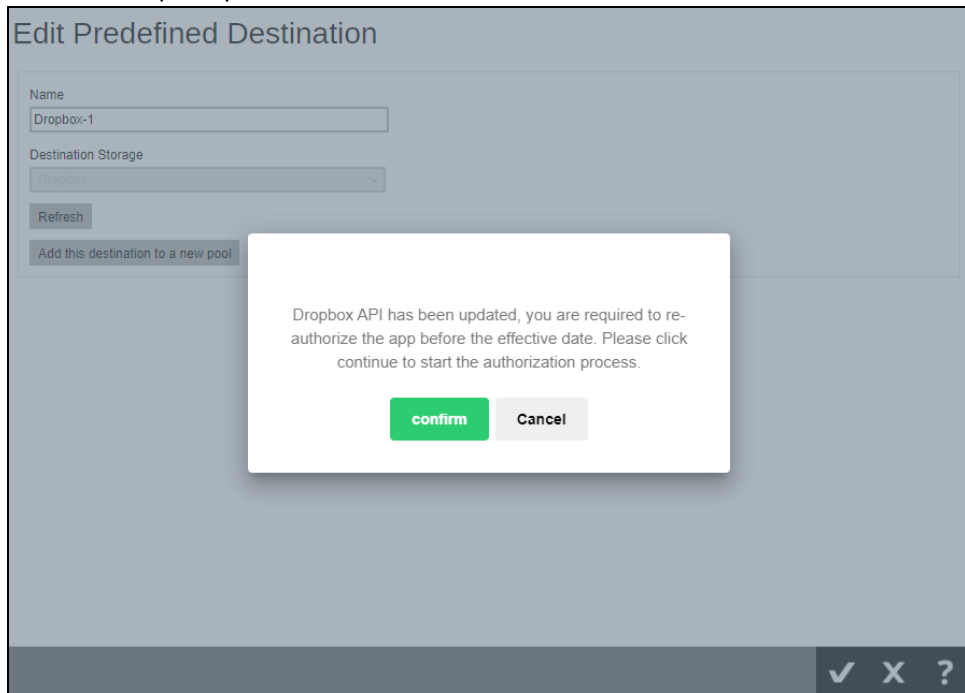 Edit Predefined Destination
Name
Dropbox-1
Destination Storage
Dropbox
Refresh
Add this destination to a new pool
Dropbox API has been updated, you are required to re-
authorize the app before the effective date. Please click
continue to start the authorization process.
confirm Cancel
?